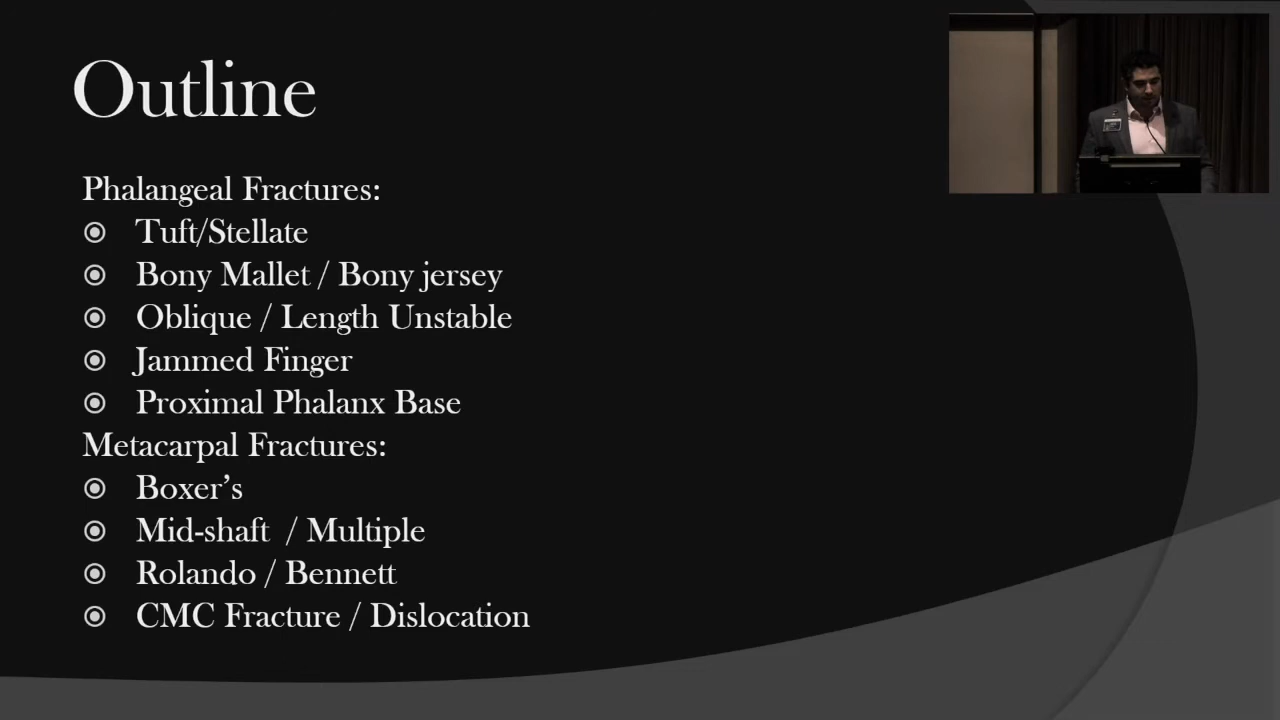 Outline
Phalangeal Fractures:
Tuft/Stellate
Bony Mallet / Bony jersey
Oblique / Length Unstable
Jammed Finger
Proximal Phalanx Base
Metacarpal Fractures:
Boxer’s
Mid-shaft / Multiple
Rolando / Bennett
CMC Fracture / Dislocation